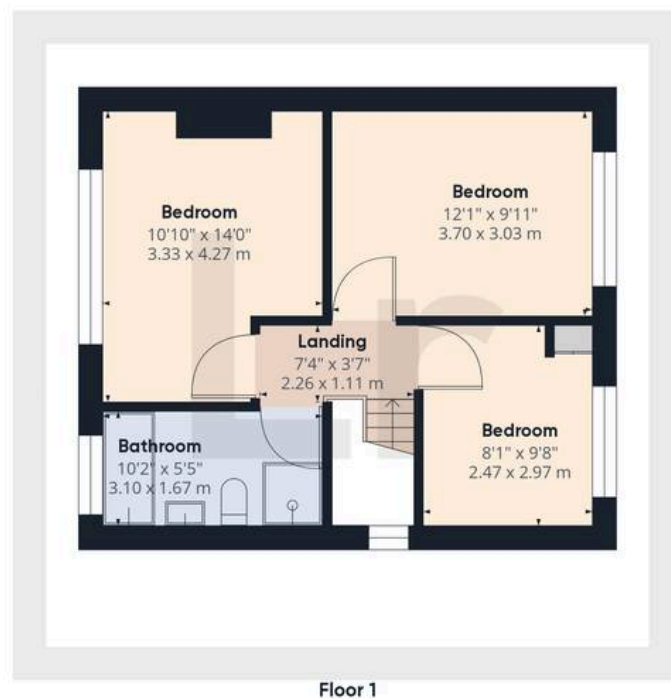 Bedroom
10'10" x 14'0"
3.33 x 4.27 m
Bedroom
12'1" x 9'11"
3.70 x 3.03 m
Landing
7'4" x 3'7"
2.26 x 1.11 m
Bathroom
10'2" x 5'5"
3.10 x 1.67 m
Bedroom
8'1" x 9'8"
2.47 x 2.97 m
Lr
Floor 1